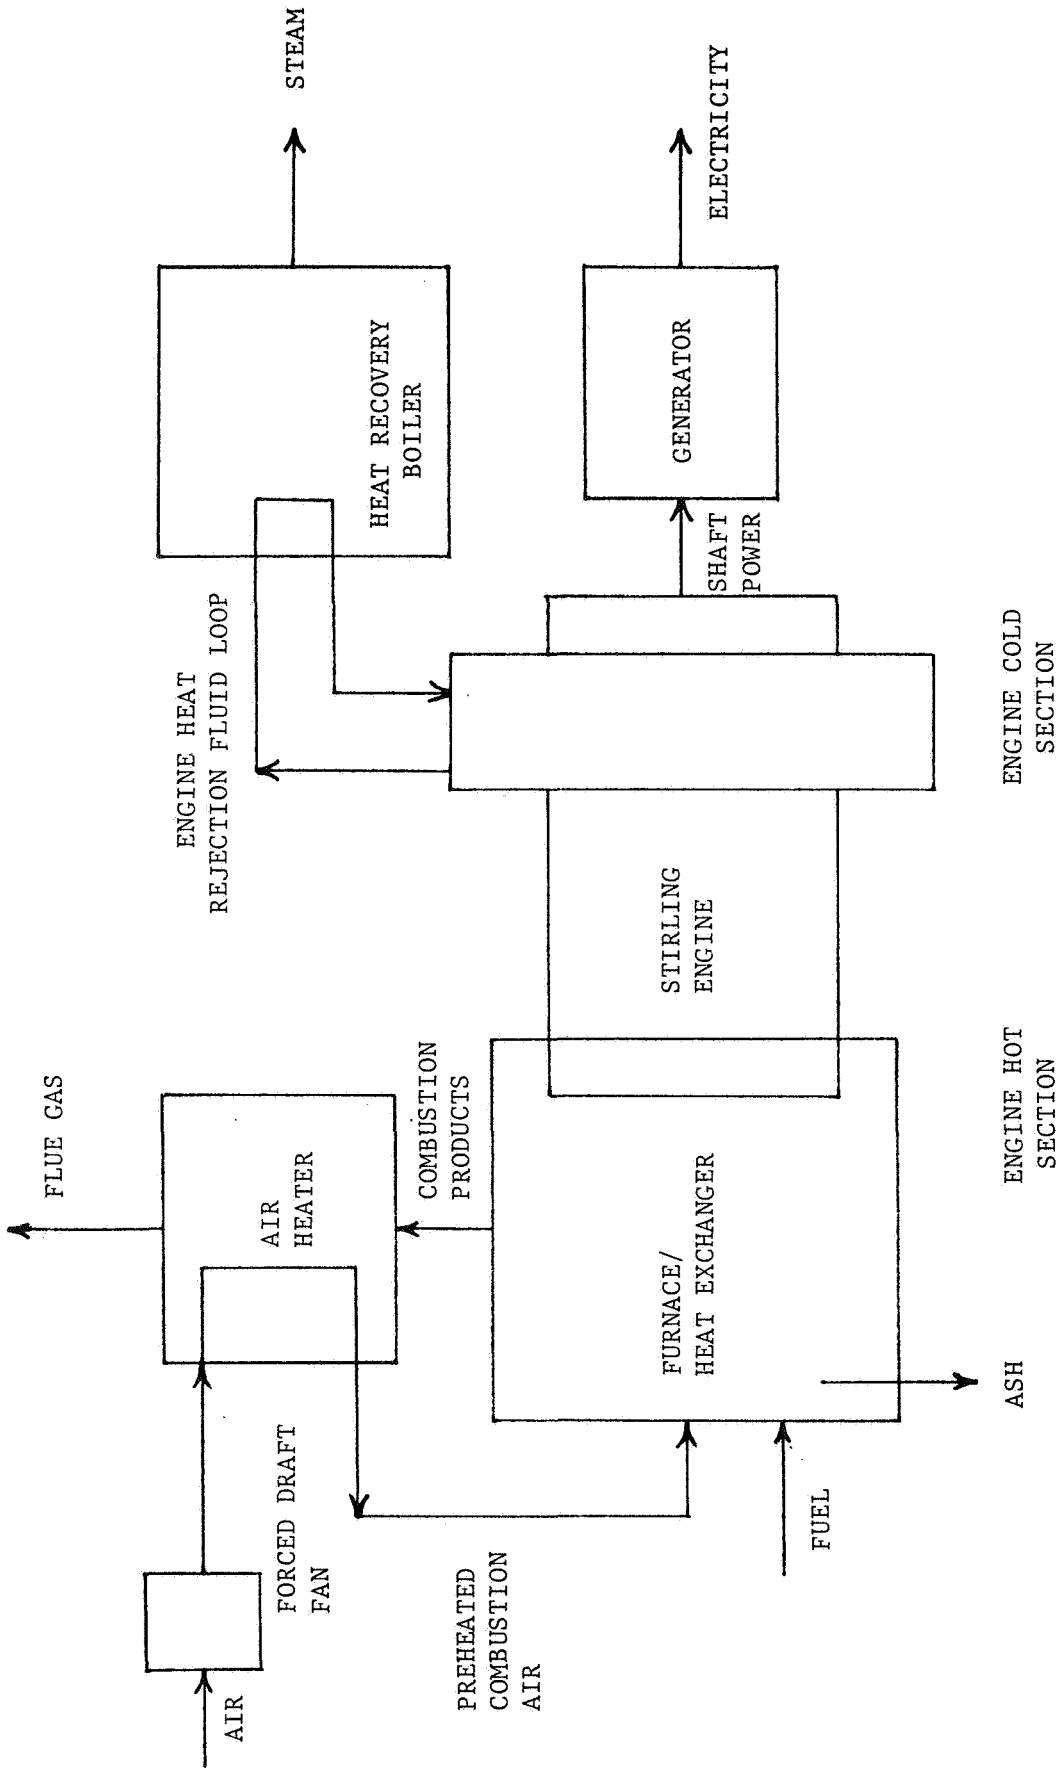 FLUE GAS
STEAM
ENGINE HEAT
REJECTION FLUID LOOP
AIR
HEATER
HEAT RECOVERY
BOILER
AIR
FORCED DRAFT
FAN
COMBUSTION
PRODUCTS
PREHEATED
COMBUSTION
AIR
FURNACE/
HEAT EXCHANGER
STIRLING
ENGINE
SHAFT
POWER
GENERATOR
ELECTRICITY
FUEL
ASH
ENGINE HOT
SECTION
ENGINE COLD
SECTION